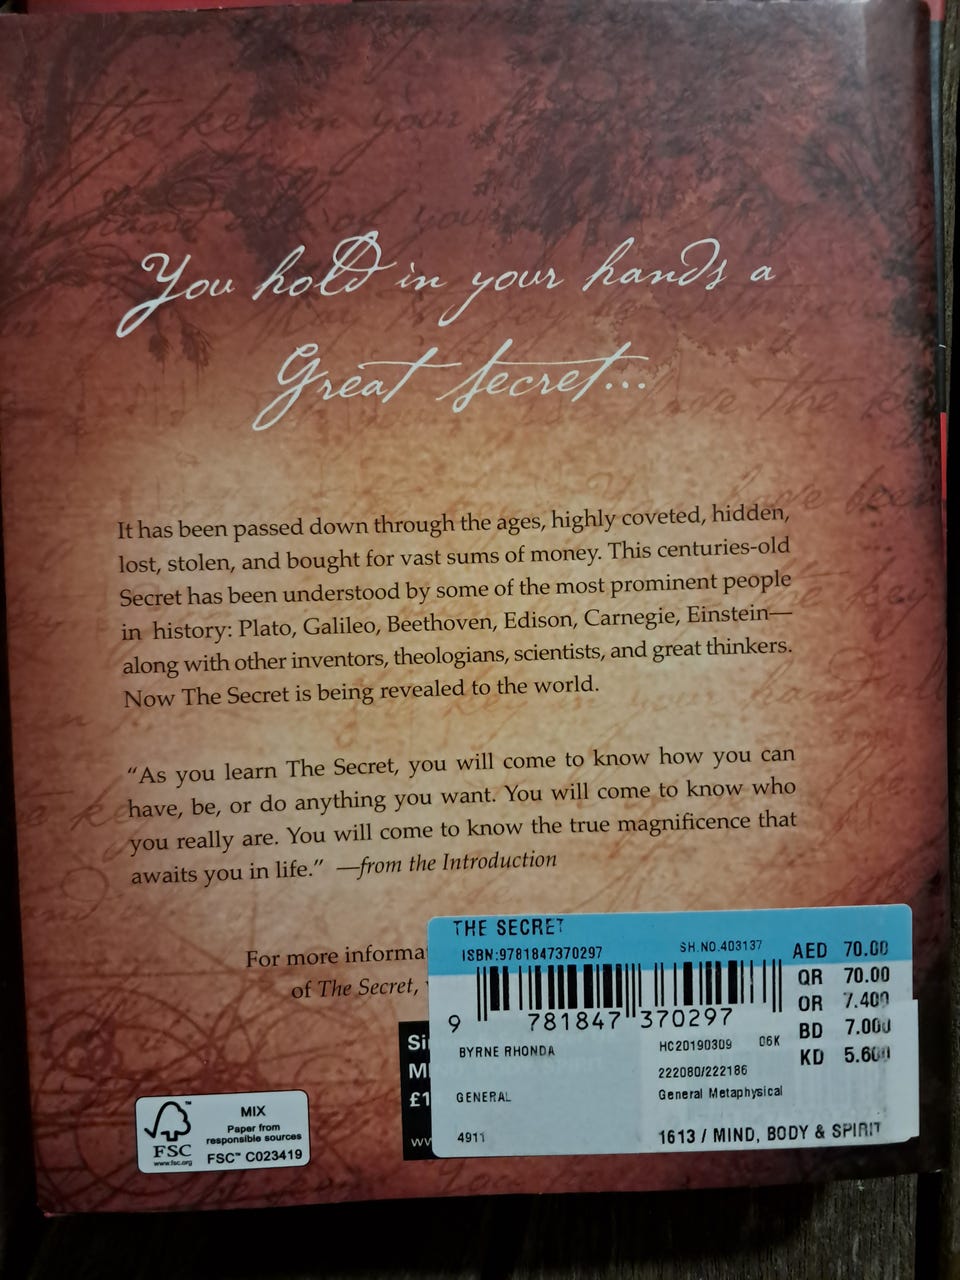 You hold in your hands a
Great Secret...
It has been passed down through the ages, highly coveted, hidden,
lost, stolen, and bought for vast sums of money. This centuries-old
Secret has been understood by some of the most prominent people
in history: Plato, Galileo, Beethoven, Edison, Carnegie, Einstein—
along with other inventors, theologians, scientists, and great thinkers.
Now The Secret is being revealed to the world.
“As you learn The Secret, you will come to know how you can
have, be, or do anything you want. You will come to know who
you really are. You will come to know the true magnificence that
awaits you in life.” —from the Introduction
For more
of The Secret,
THE SECRET
ISBN:9781847370297 SH.NO.403137
9 781847 370297
AED 70.00
QR 70.00
OR 7.400
BD 7.000
KD
BYRNE RHONDA HC20190309 06K
222080/222186
GENERAL General Metaphysical
4911 1613 / MIND, BODY & SPIRIT
£1
FSC™
www.fsc.org
MIX
Paper from
responsible sources
FSC™ C023419